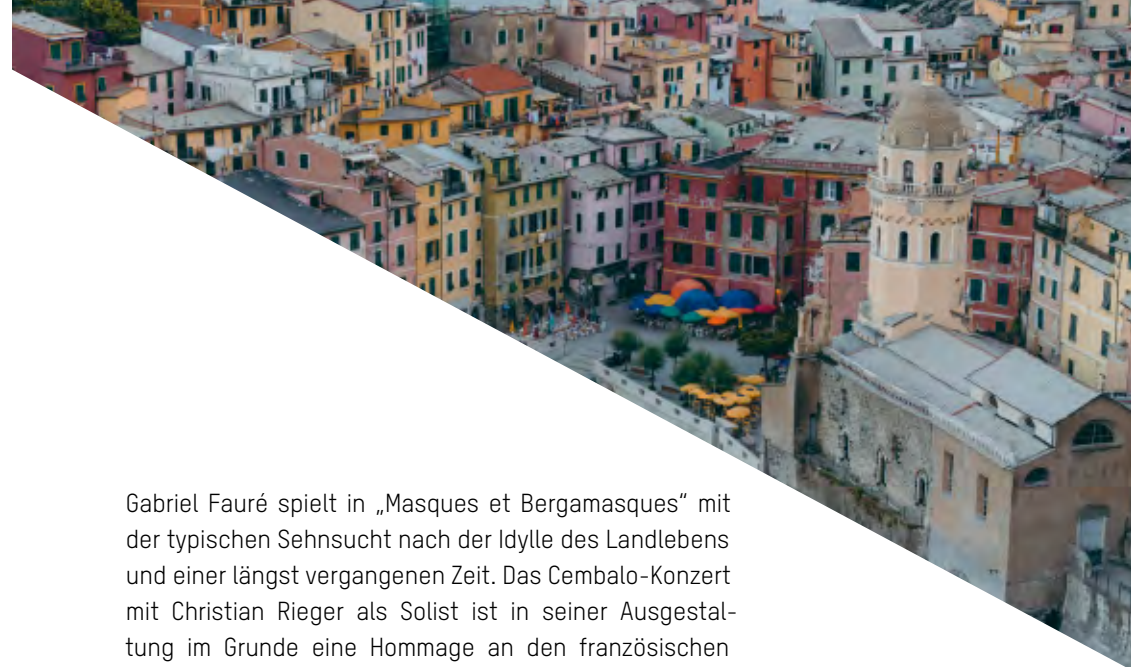 Gabriel Fauré spielt in „Masques et Bergamasques“ mit
der typischen Sehnsucht nach der Idylle des Landlebens
und einer längst vergangenen Zeit. Das Cembalo-Konzert
mit Christian Rieger als Solist ist in seiner Ausgestal-
tung im Grunde eine Hommage an den französischen